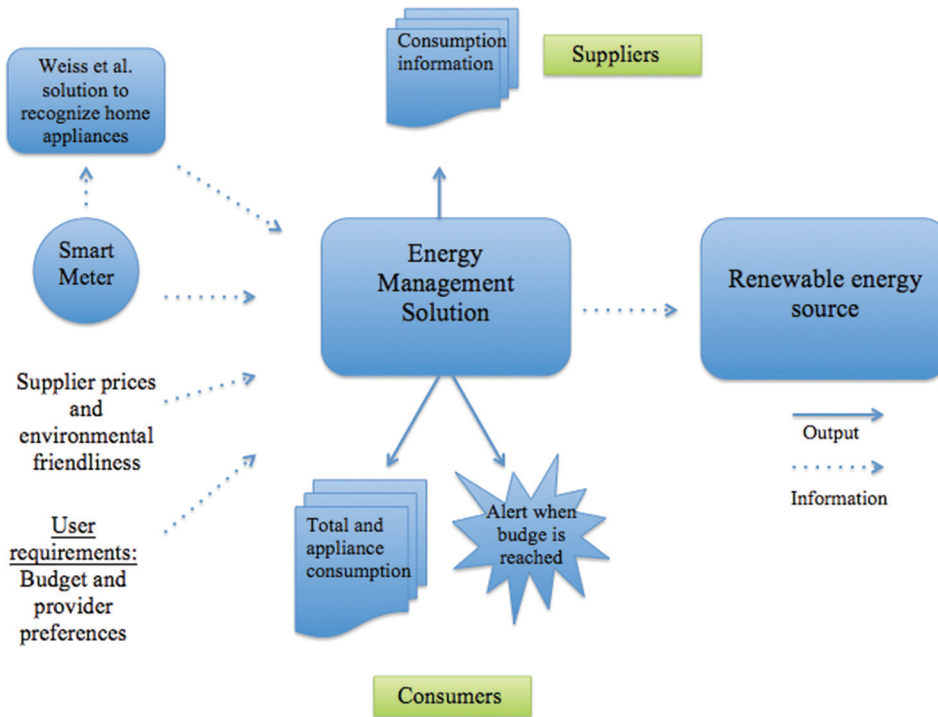 Consumption
information
Suppliers
Weiss et al.
solution to
recognize home
appliances
Smart
Meter
Energy
Management
Solution
Renewable energy
source
Supplier prices
and
environmental
friendliness
Output
Information
User
requirements:
Budget and
provider
preferences
Total and
appliance
consumption
Alert when
budge is
reached
Consumers